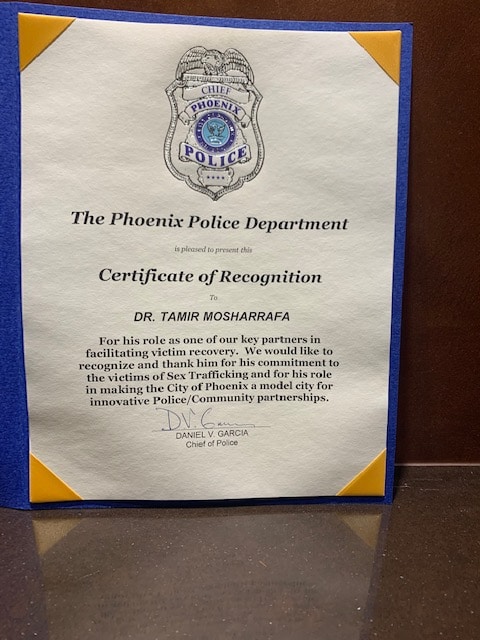 CHIEF
PHOENIX
POLICE
The Phoenix Police Department
is pleased to present this
Certificate of Recognition
To
DR. TAMIR MOSHARRAFA
For his role as one of our key partners in
facilitating victim recovery. We would like to
recognize and thank him for his commitment to
the victims of Sex Trafficking and for his role
in making the City of Phoenix a model city for
innovative Police/Community partnerships.
DANIEL V. GARCIA
Chief of Police